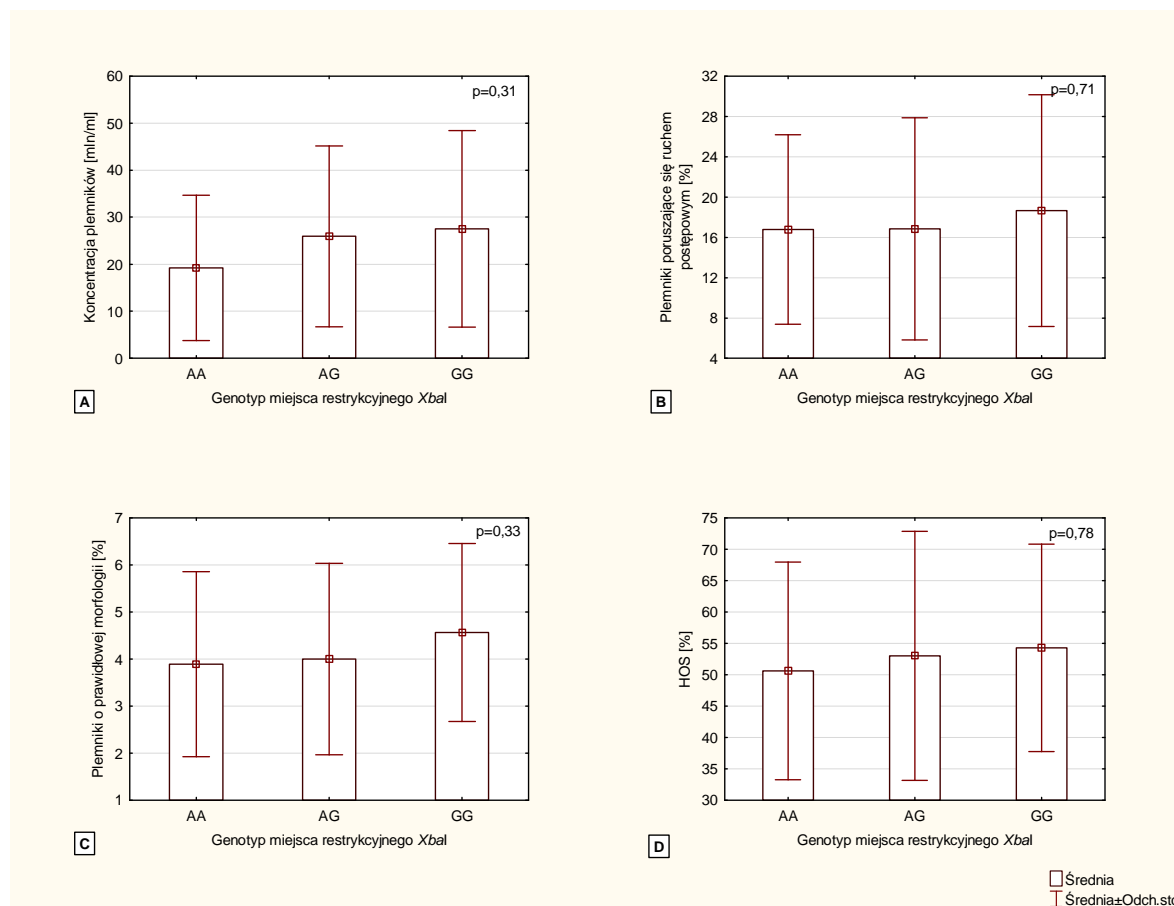 60
50
40
30
20
10
0
Koncentracja plemników [mln/ml]
p=0,31
AA AG GG
Genotyp miejsca restrykcyjnego XbaI
A
32
28
24
20
16
12
8
4
Plemniki poruszające się ruchem
postępowym [%]
p=0,71
AA AG GG
Genotyp miejsca restrykcyjnego XbaI
B
7
6
5
4
3
2
1
Plemniki o prawidłowej morfologii [%]
p=0,33
AA AG GG
Genotyp miejsca restrykcyjnego XbaI
C
75
70
65
60
55
50
45
40
35
30
HOS [%]
p=0,78
AA AG GG
Genotyp miejsca restrykcyjnego XbaI
D
Średnia
Średnia±Odch.std